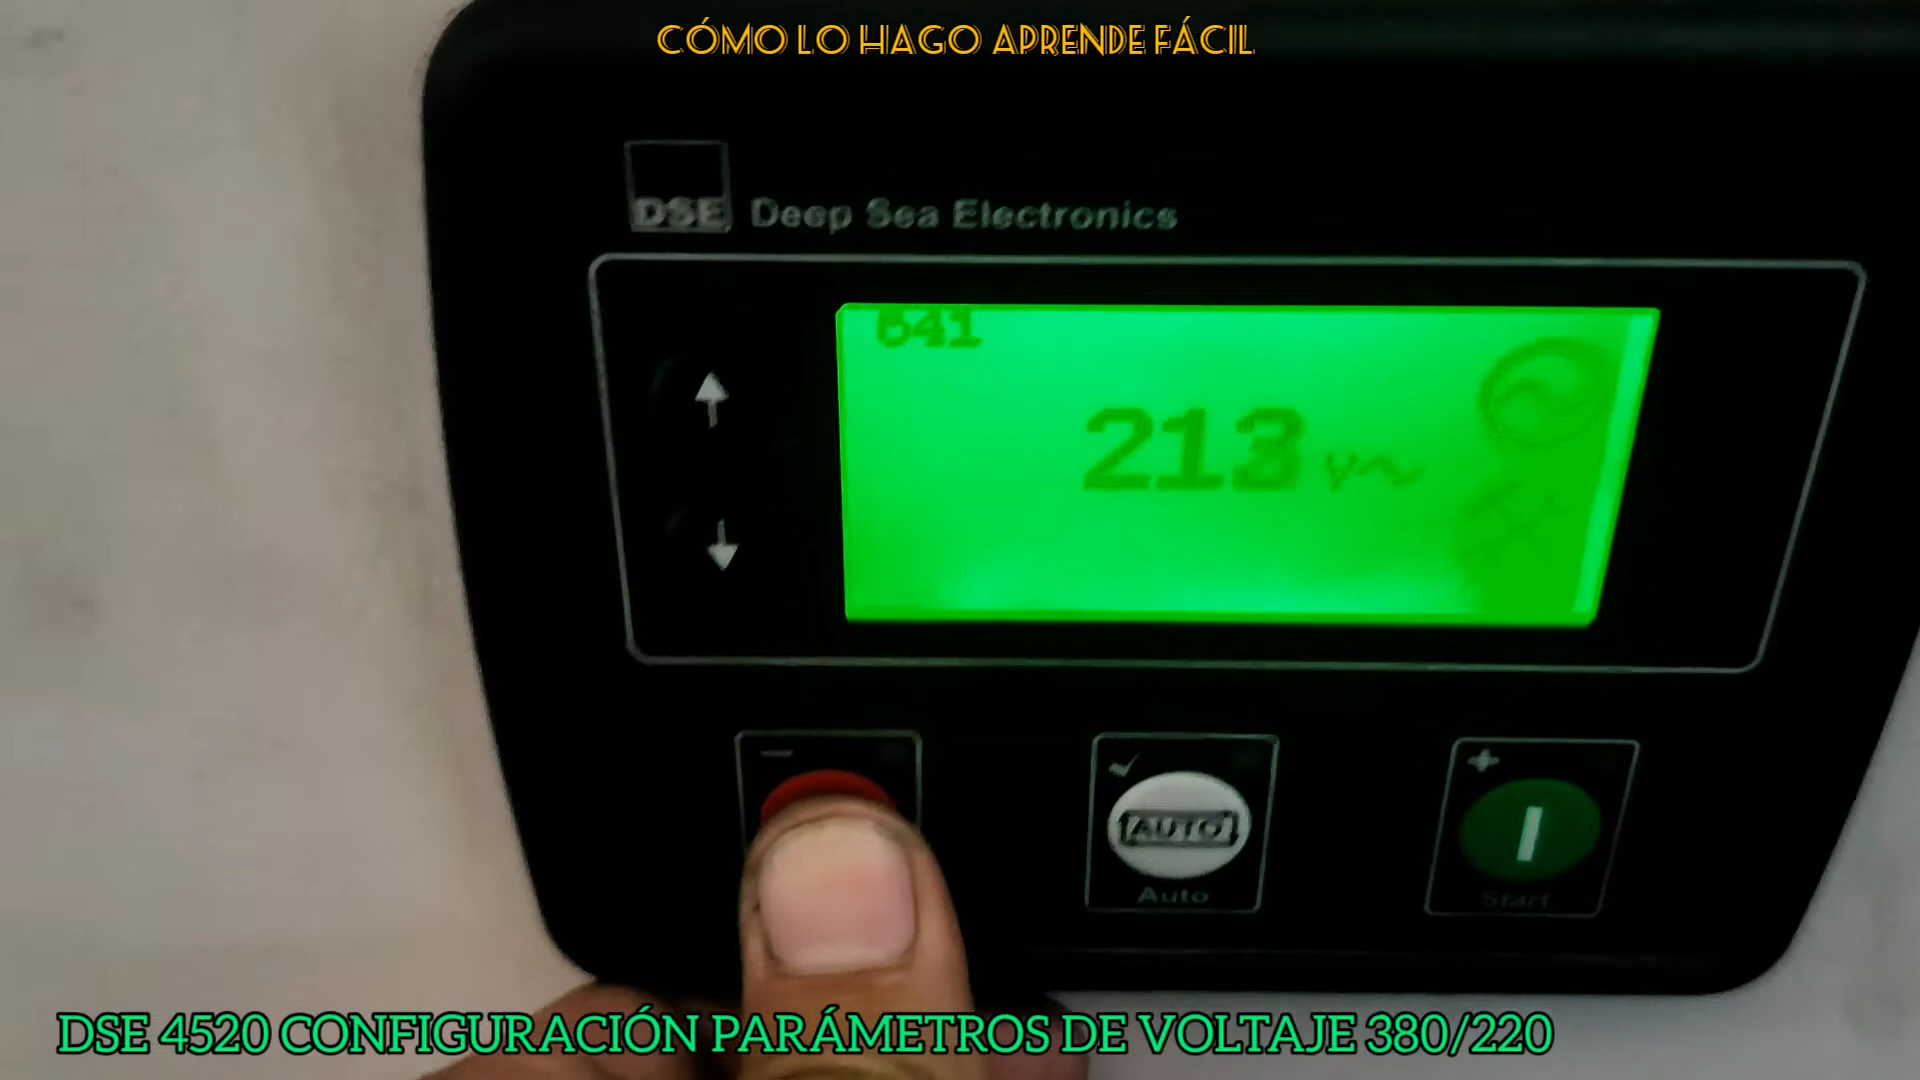 CÓMO LO HAGO APRENDE FÁCIL
DSE Deep Sea Electronics
641
213 V~
AUTO
Auto
Start
DSE 4520 CONFIGURACIÓN PARÁMETROS DE VOLTAJE 380/220